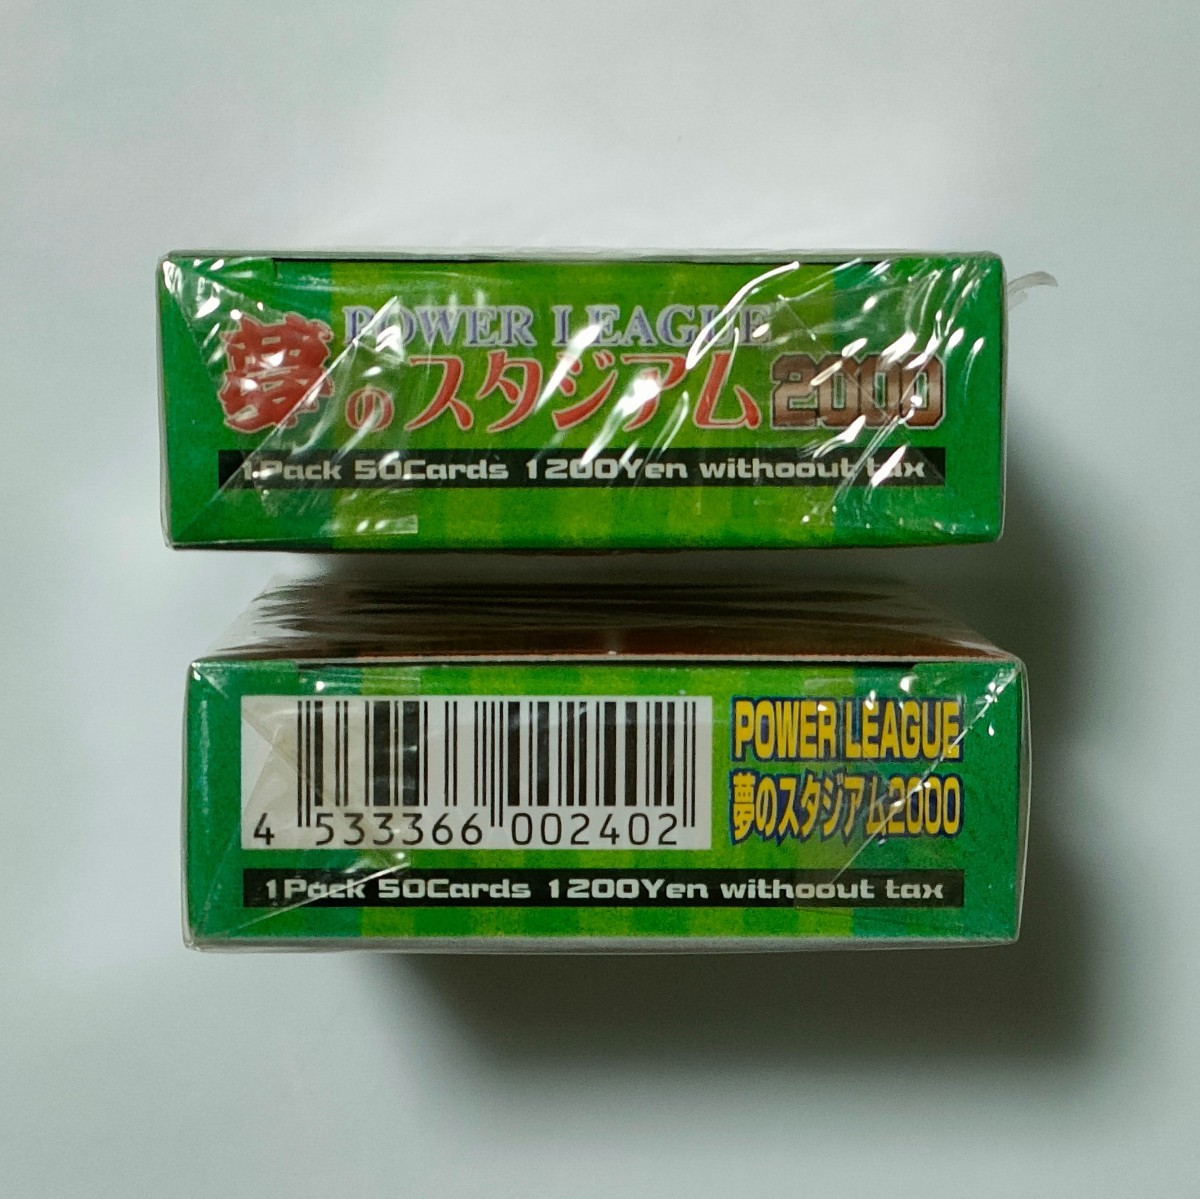 POWER LEAGUE
夢のスタジアム2000
1Pack 50Cards 1200Yen withoout tax
4 533366 002402
POWER LEAGUE
夢のスタジアム2000
1Pack 50Cards 1200Yen withoout tax